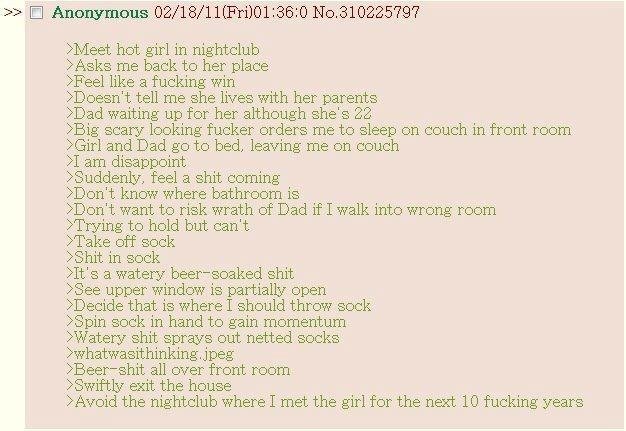 >> Anonymous 02/18/11(Fri)01:36:0 No.310225797
>Meet hot girl in nightclub
>Asks me back to her place
>Feel like a fucking win
>Doesn't tell me she lives with her parents
>Dad waiting up for her although she's 22
>Big scary looking fucker orders me to sleep on couch in front room
>Girl and Dad go to bed, leaving me on couch
>I am disappoint
>Suddenly, feel a shit coming
>Don't know where bathroom is
>Don't want to risk wrath of Dad if I walk into wrong room
>Trying to hold but can't
>Take off sock
>Shit in sock
>It's a watery beer-soaked shit
>See upper window is partially open
>Decide that is where I should throw sock
>Spin sock in hand to gain momentum
>Watery shit sprays out netted socks
>whatwasithinking.jpeg
>Beer-shit all over front room
>Swiftly exit the house
>Avoid the nightclub where I met the girl for the next 10 fucking years